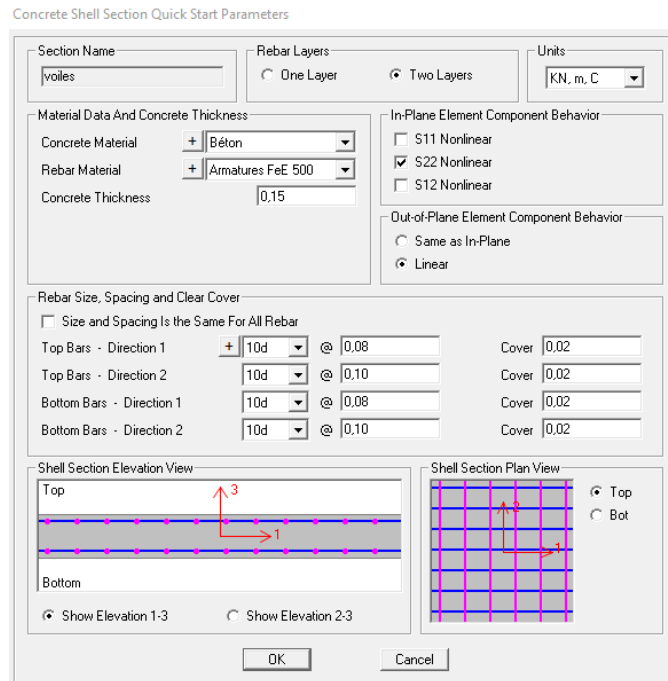 Concrete Shell Section Quick Start Parameters
Section Name
voiles
Rebar Layers
One Layer Two Layers
Units
KN, m, C
Material Data And Concrete Thickness
Concrete Material + Béton
Rebar Material + Armatures FeE 500
Concrete Thickness 0,15
In-Plane Element Component Behavior
S11 Nonlinear
S22 Nonlinear
S12 Nonlinear
Out-of-Plane Element Component Behavior
Same as In-Plane
Linear
Rebar Size, Spacing and Clear Cover
Size and Spacing Is the Same For All Rebar
Top Bars - Direction 1 + 10d @ 0,08 Cover 0,02
Top Bars - Direction 2 10d @ 0,10 Cover 0,02
Bottom Bars - Direction 1 10d @ 0,08 Cover 0,02
Bottom Bars - Direction 2 10d @ 0,10 Cover 0,02
Shell Section Elevation View
Top
3
1
Bottom
Show Elevation 1-3 Show Elevation 2-3
Shell Section Plan View
2
1
Top
Bot
OK Cancel